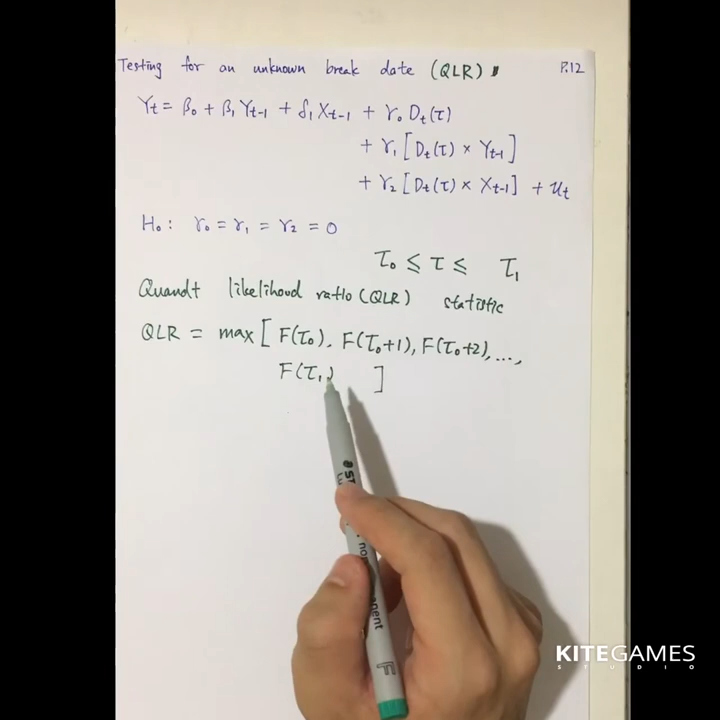 Testing for an unknown break date (QLR) P.12
Yt = β0 + β1 Yt-1 + δ1 Xt-1 + γ0 Dt(τ)
+ γ1 [Dt(τ) × Yt-1]
+ γ2 [Dt(τ) × Xt-1] + ut
H0: γ0 = γ1 = γ2 = 0
τ0 ≤ τ ≤ τ1
Quandt likelihood ratio (QLR) statistic
QLR = max [ F(τ0), F(τ0+1), F(τ0+2), ...,
F(τ1) ]
KITEGAMES
STUDIO